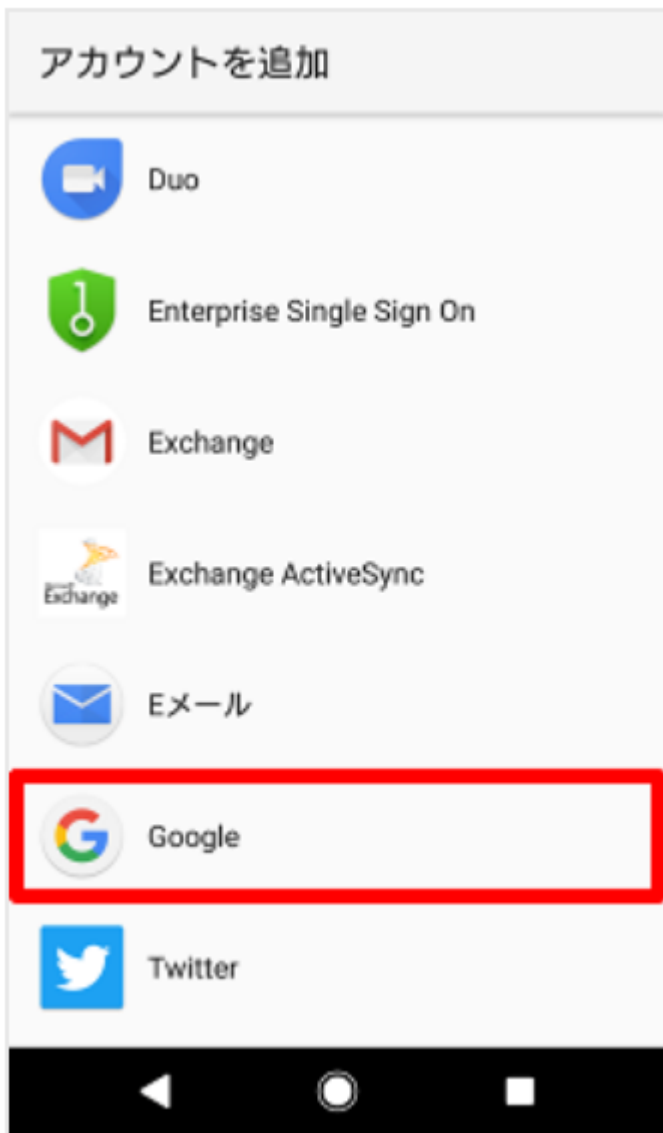 アカウントを追加
Duo
Enterprise Single Sign On
Exchange
Exchange
Exchange ActiveSync
Eメール
Google
Twitter